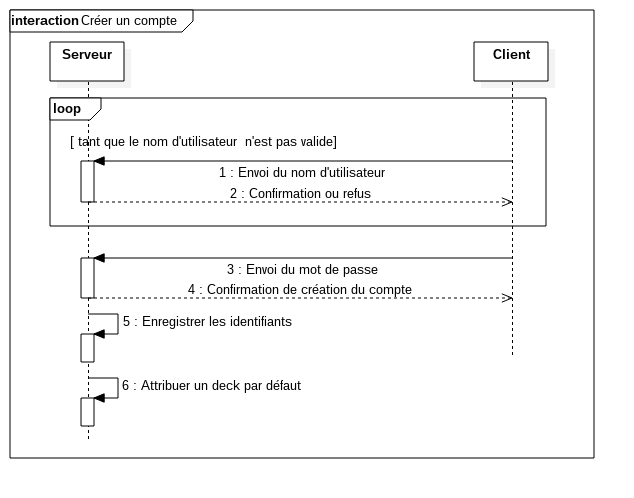 interaction Créer un compte
Serveur
Client
loop
[ tant que le nom d'utilisateur n'est pas valide]
1 : Envoi du nom d'utilisateur
2 : Confirmation ou refus
3 : Envoi du mot de passe
4 : Confirmation de création du compte
5 : Enregistrer les identifiants
6 : Attribuer un deck par défaut